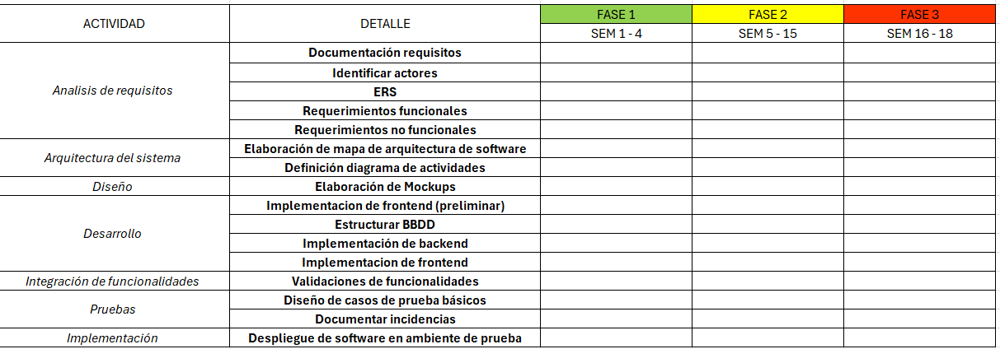 ACTIVIDAD DETALLE FASE 1 FASE 2 FASE 3
SEM 1 - 4 SEM 5 - 15 SEM 16 - 18
Analisis de requisitos
Documentación requisitos
Identificar actores
ERS
Requerimientos funcionales
Requerimientos no funcionales
Arquitectura del sistema
Elaboración de mapa de arquitectura de software
Definición diagrama de actividades
Diseño
Elaboración de Mockups
Desarrollo
Implementacion de frontend (preliminar)
Estructurar BBDD
Implementación de backend
Implementacion de frontend
Integración de funcionalidades
Validaciones de funcionalidades
Pruebas
Diseño de casos de prueba básicos
Documentar incidencias
Implementación
Despliegue de software en ambiente de prueba